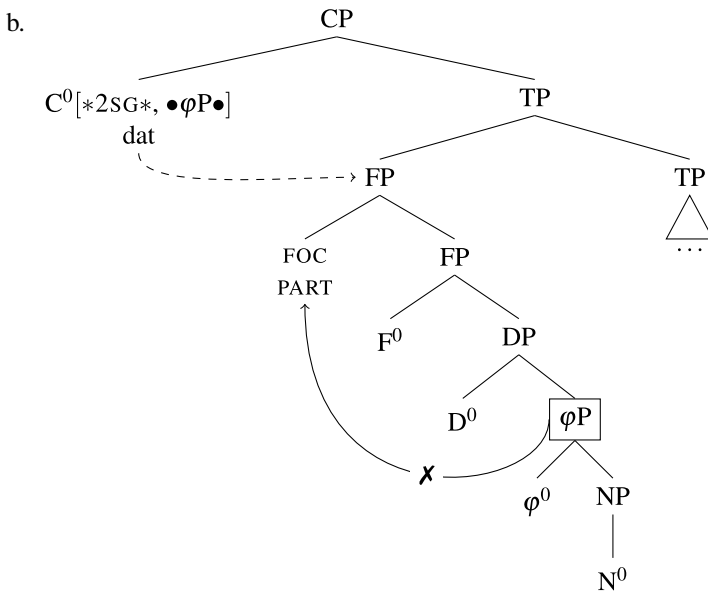 b.
CP
C⁰[∗2SG∗, •φP•]
TP
dat
FP
TP
FOC
FP
...
PART
F⁰
DP
D⁰
φP
✗
φ⁰
NP
N⁰